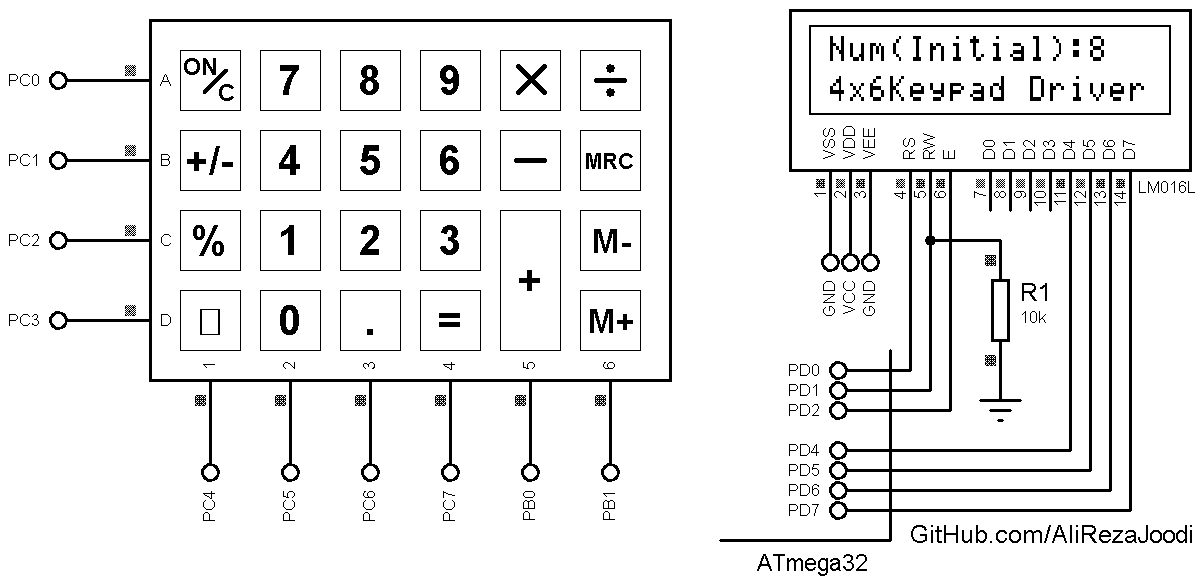 PC0 A ON/C 7 8 9 × ÷
PC1 B +/- 4 5 6 − MRC
PC2 C % 1 2 3 M-
+
PC3 D 0 . = M+
1 2 3 4 5 6
PC4 PC5 PC6 PC7 PB0 PB1
Num(Initial):8
4x6Keypad Driver
VSS VDD VEE RS RW E D0 D1 D2 D3 D4 D5 D6 D7
1 2 3 4 5 6 7 8 9 10 11 12 13 14
LM016L
GND VCC GND
R1
10k
PD0
PD1
PD2
PD4
PD5
PD6
PD7
GitHub.com/AliRezaJoodi
ATmega32